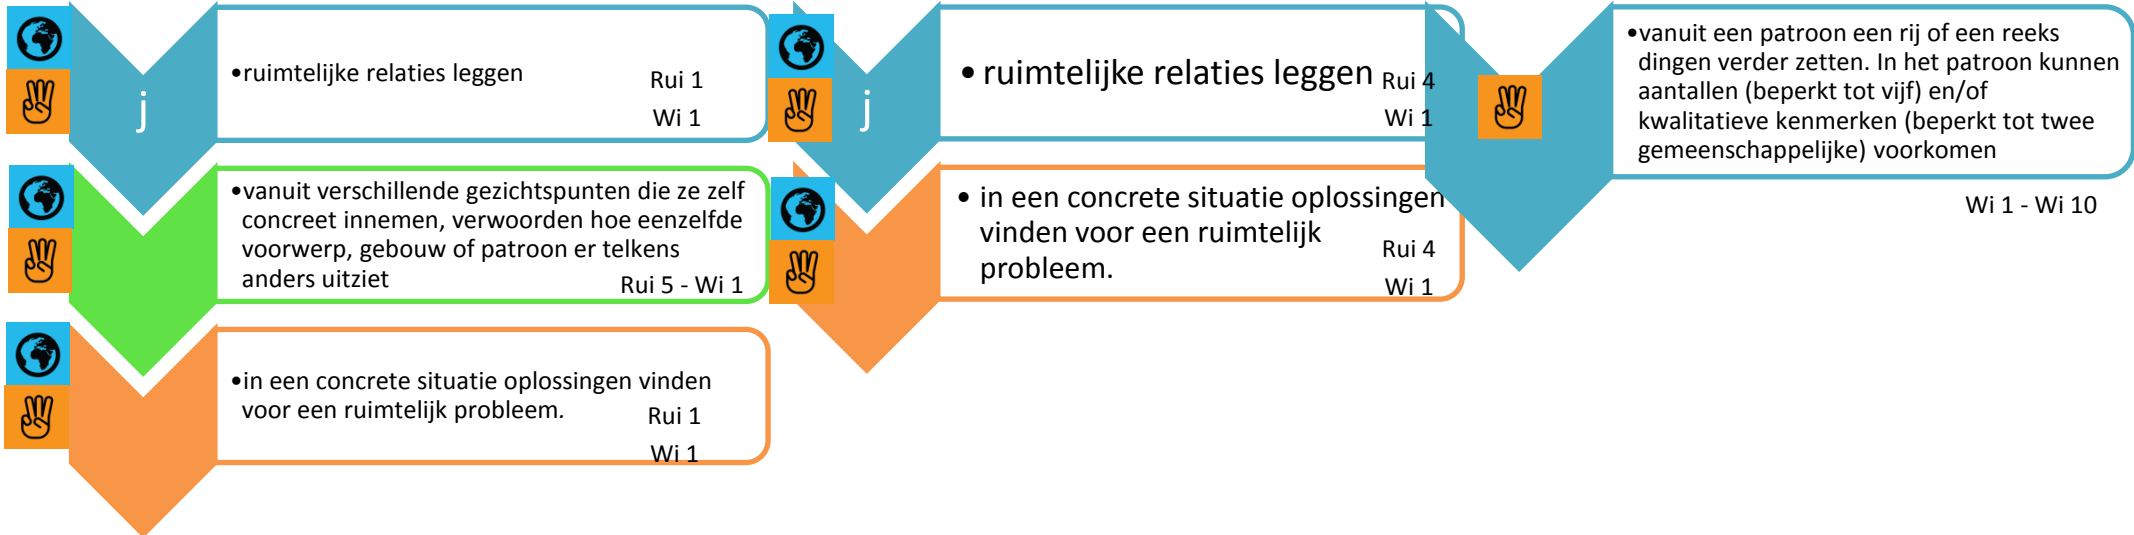 j
•ruimtelijke relaties leggen
Rui 1
Wi 1
•vanuit verschillende gezichtspunten die ze zelf
concreet innemen, verwoorden hoe eenzelfde
voorwerp, gebouw of patroon er telkens
anders uitziet
Rui 5 - Wi 1
•in een concrete situatie oplossingen vinden
voor een ruimtelijk probleem.
Rui 1
Wi 1
j
• ruimtelijke relaties leggen
Rui 4
Wi 1
• in een concrete situatie oplossingen
vinden voor een ruimtelijk
probleem.
Rui 4
Wi 1
•vanuit een patroon een rij of een reeks
dingen verder zetten. In het patroon kunnen
aantallen (beperkt tot vijf) en/of
kwalitatieve kenmerken (beperkt tot twee
gemeenschappelijke) voorkomen
Wi 1 - Wi 10